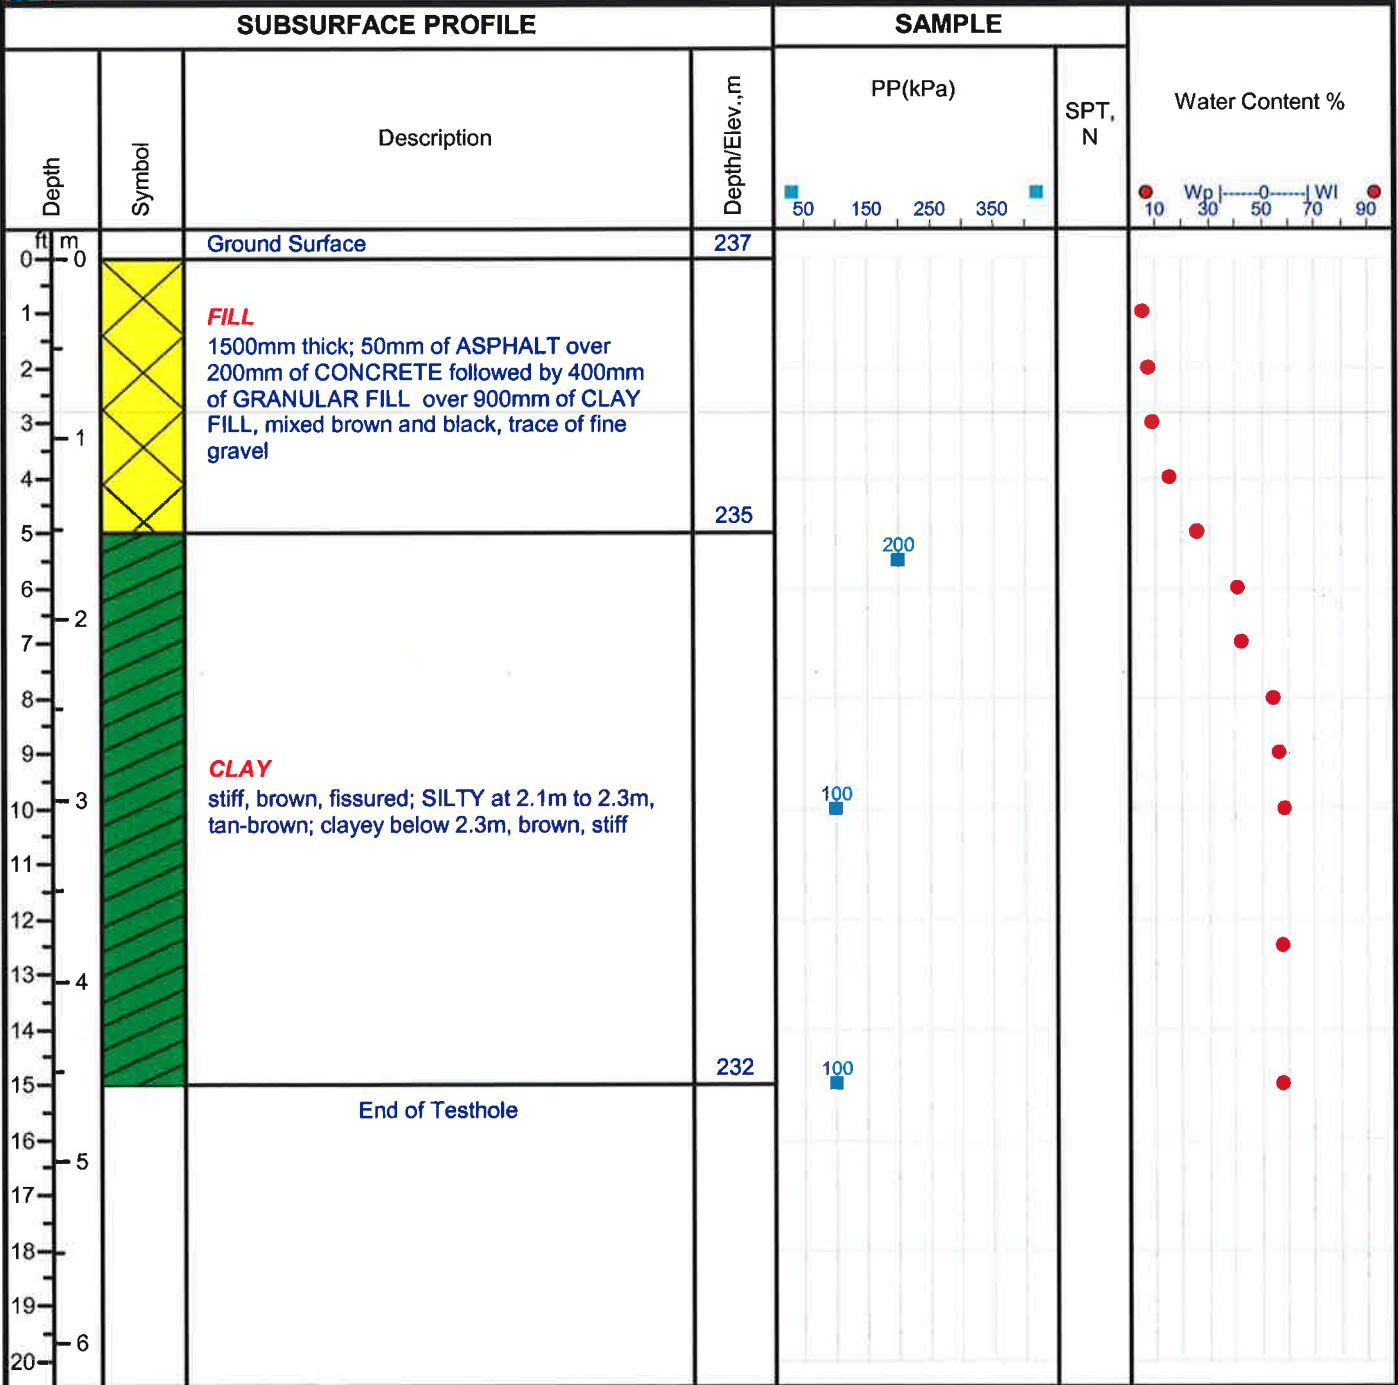 SUBSURFACE PROFILE
SAMPLE
Depth
Symbol
Description
Depth/Elev.,m
PP(kPa)
50 150 250 350
SPT,
N
Water Content %
Wp |-----0-----| Wl
10 30 50 70 90
ft m
Ground Surface
237
0 0
1
2
3
1
4
5
6
2
7
8
9
3
10
11
12
13
4
14
15
16
5
17
18
19
6
20
FILL
1500mm thick; 50mm of ASPHALT over
200mm of CONCRETE followed by 400mm
of GRANULAR FILL over 900mm of CLAY
FILL, mixed brown and black, trace of fine
gravel
235
200
CLAY
stiff, brown, fissured; SILTY at 2.1m to 2.3m,
tan-brown; clayey below 2.3m, brown, stiff
100
232
100
End of Testhole